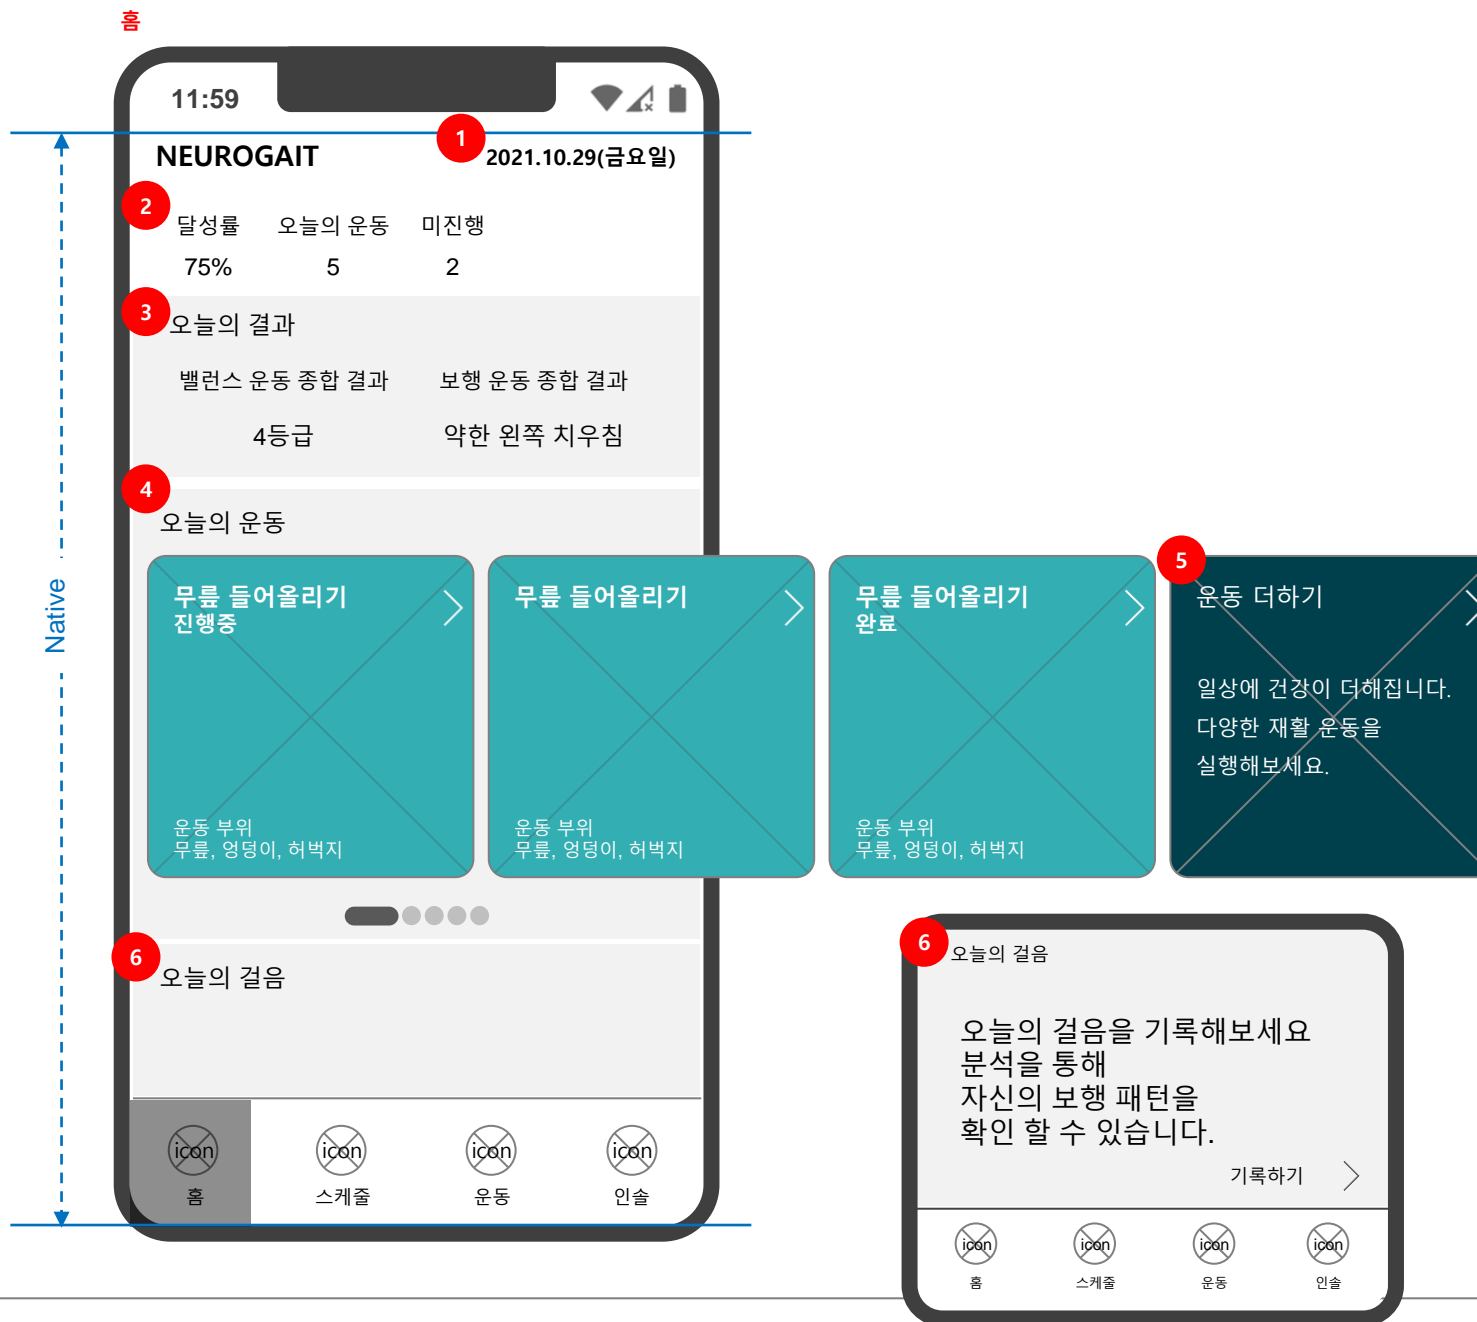 홈
11:59
1
NEUROGAIT
2021.10.29(금요일)
2
달성률 오늘의 운동 미진행
75% 5 2
3
오늘의 결과
밸런스 운동 종합 결과 보행 운동 종합 결과
4등급 약한 왼쪽 치우침
4
오늘의 운동
Native
무릎 들어올리기
진행중
운동 부위
무릎, 엉덩이, 허벅지
무릎 들어올리기
운동 부위
무릎, 엉덩이, 허벅지
무릎 들어올리기
완료
운동 부위
무릎, 엉덩이, 허벅지
5
운동 더하기
일상에 건강이 더해집니다.
다양한 재활 운동을
실행해보세요.
6
오늘의 걸음
icon icon icon icon
홈 스케줄 운동 인솔
6
오늘의 걸음
오늘의 걸음을 기록해보세요
분석을 통해
자신의 보행 패턴을
확인 할 수 있습니다.
기록하기
icon icon icon icon
홈 스케줄 운동 인솔